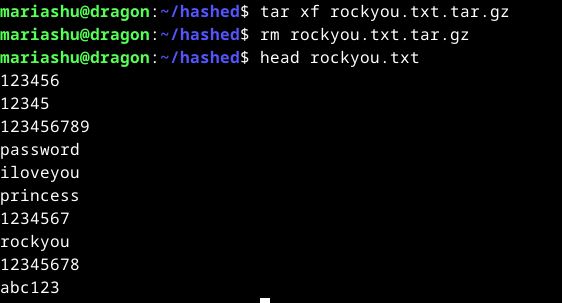 mariashu@dragon:~/hashed$ tar xf rockyou.txt.tar.gz
mariashu@dragon:~/hashed$ rm rockyou.txt.tar.gz
mariashu@dragon:~/hashed$ head rockyou.txt
123456
12345
123456789
password
iloveyou
princess
1234567
rockyou
12345678
abc123